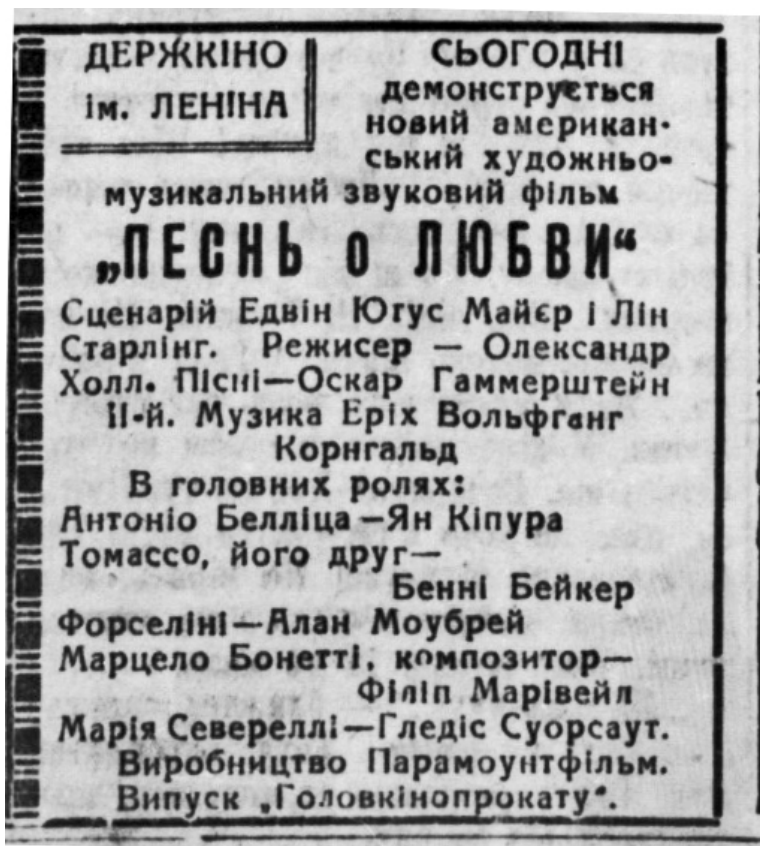 ДЕРЖКІНО
ім. ЛЕНІНА
СЬОГОДНІ
демонструється
новий американ-
ський художньо-
музикальний звуковий фільм
„ПЕСНЬ о ЛЮБВИ“
Сценарій Едвін Югус Майєр і Лін
Старлінг. Режисер — Олександр
Холл. Пісні—Оскар Гаммерштейн
ІІ-й. Музика Еріх Вольфганг
Корнгальд
В головних ролях:
Антоніо Белліца—Ян Кіпура
Томассо, його друг—
Бенні Бейкер
Форселіні—Алан Моубрей
Марцело Бонетті, композитор—
Філіп Марівейл
Марія Севереллі—Гледіс Суорсаут.
Виробництво Парамоунтфільм.
Випуск „Головкінопрокату“.